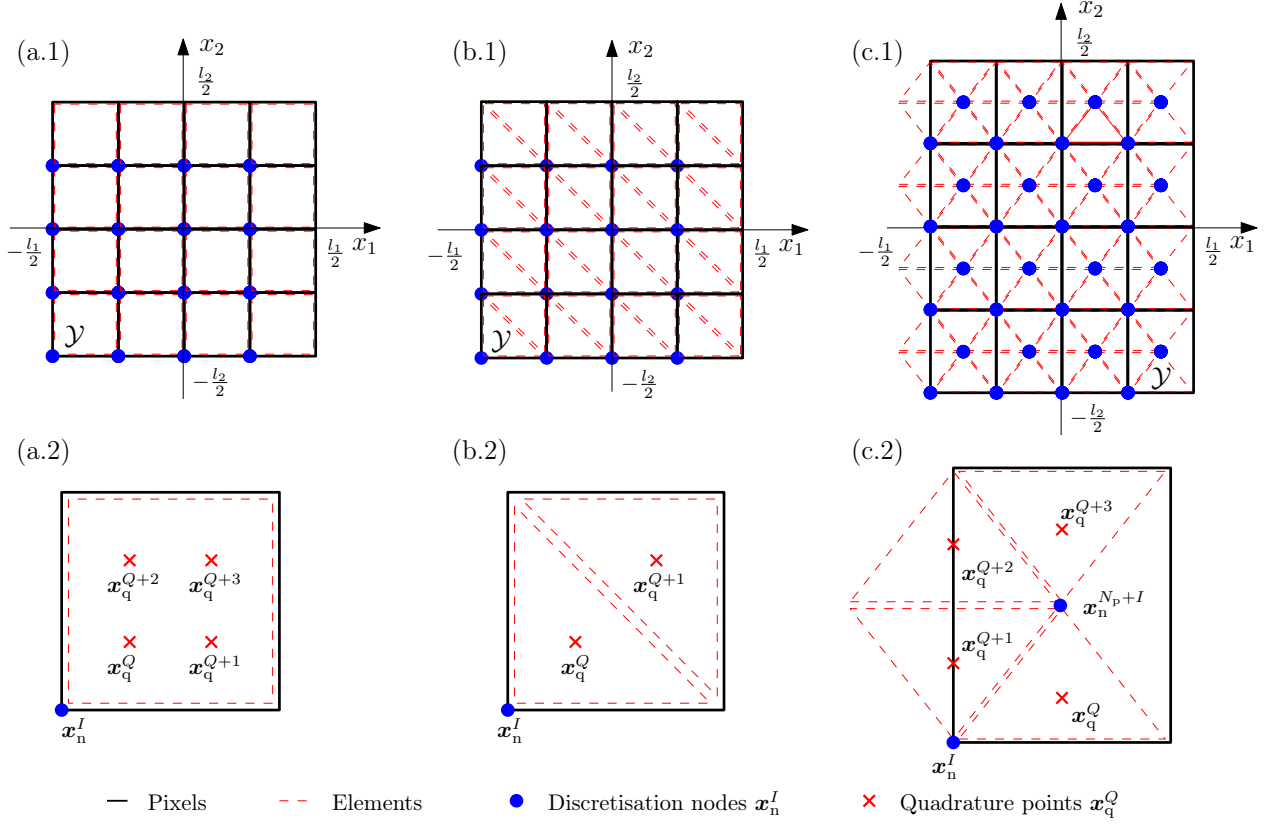 (a.1) x₂ (b.1) x₂ (c.1) x₂
l₂/2 l₂/2 l₂/2
−l₁/2 l₁/2 x₁ −l₁/2 l₁/2 x₁ −l₁/2 l₁/2 x₁
𝒴 𝒴 𝒴
−l₂/2 −l₂/2 −l₂/2
(a.2) (b.2) (c.2)
x_q^{Q+3}
x_q^{Q+2} x_q^{Q+3} x_q^{Q+1} x_q^{Q+2}
x_n^{N_p+I}
x_q^{Q+1}
x_q^Q x_q^{Q+1} x_q^Q
x_q^Q
x_n^I x_n^I x_n^I
Pixels Elements Discretisation nodes x_n^I Quadrature points x_q^Q